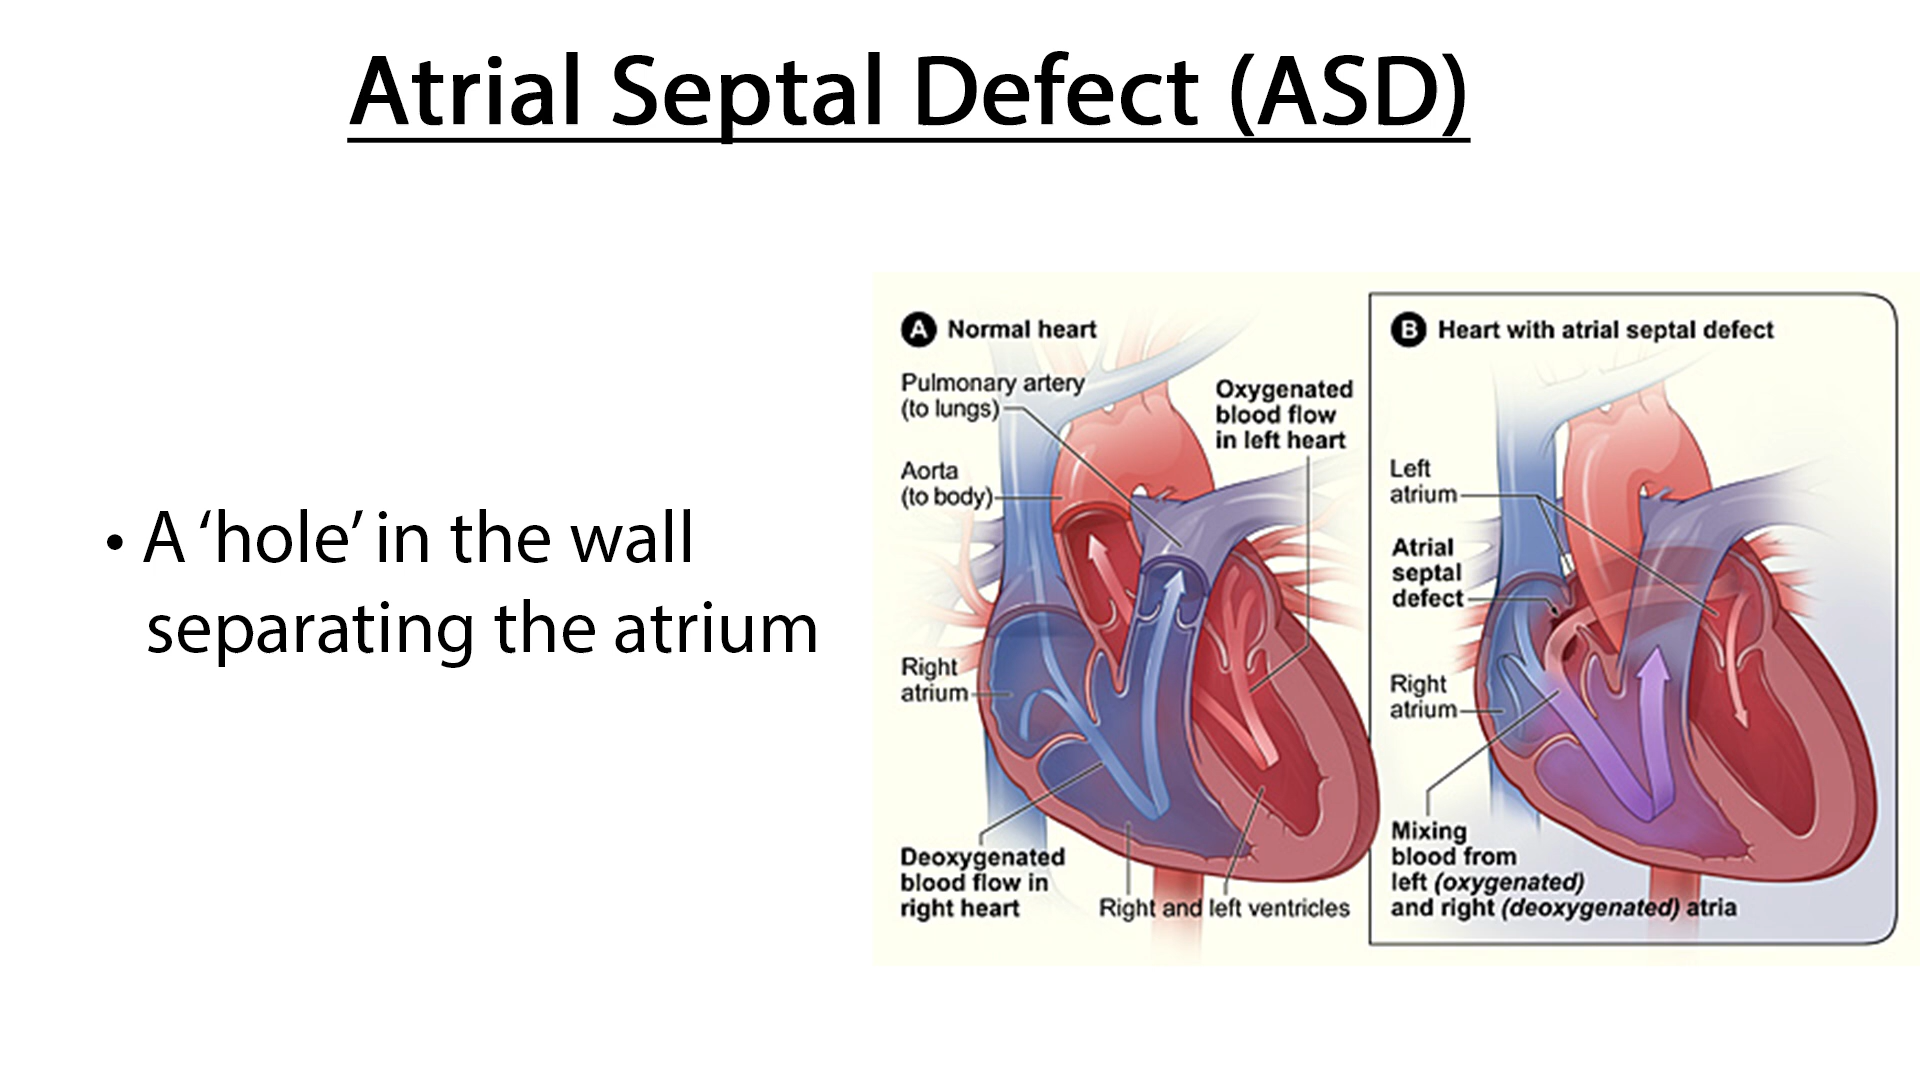 Atrial Septal Defect (ASD)
• A ‘hole’ in the wall
separating the atrium
A Normal heart
Pulmonary artery
(to lungs)
Oxygenated
blood flow
in left heart
Aorta
(to body)
Right
atrium
Deoxygenated
blood flow in
right heart
Right and left ventricles
B Heart with atrial septal defect
Left
atrium
Atrial
septal
defect
Right
atrium
Mixing
blood from
left (oxygenated)
and right (deoxygenated) atria